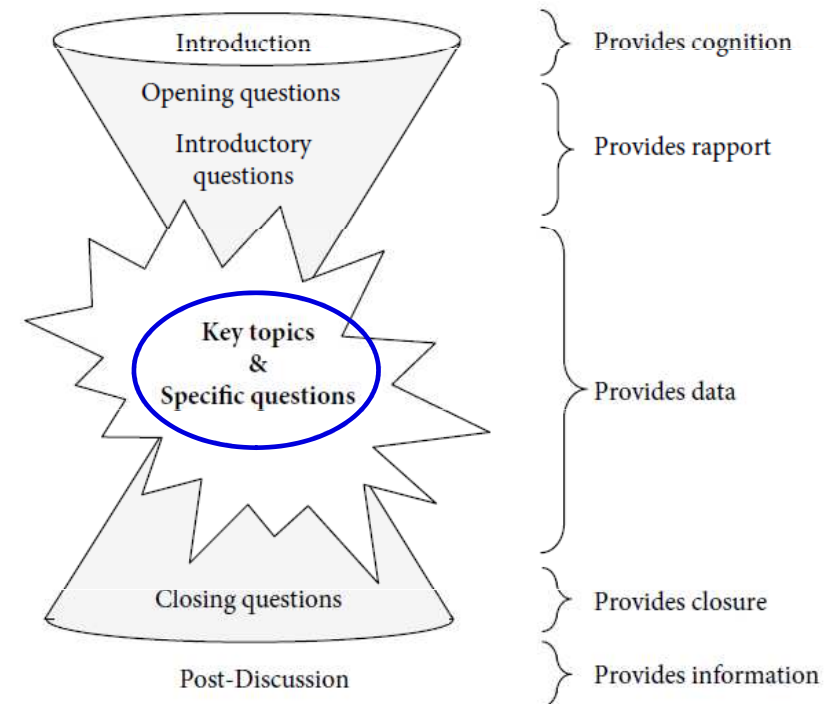 Introduction
Provides cognition
Opening questions
Introductory
questions
Provides rapport
Key topics
&
Specific questions
Provides data
Closing questions
Provides closure
Post-Discussion
Provides information